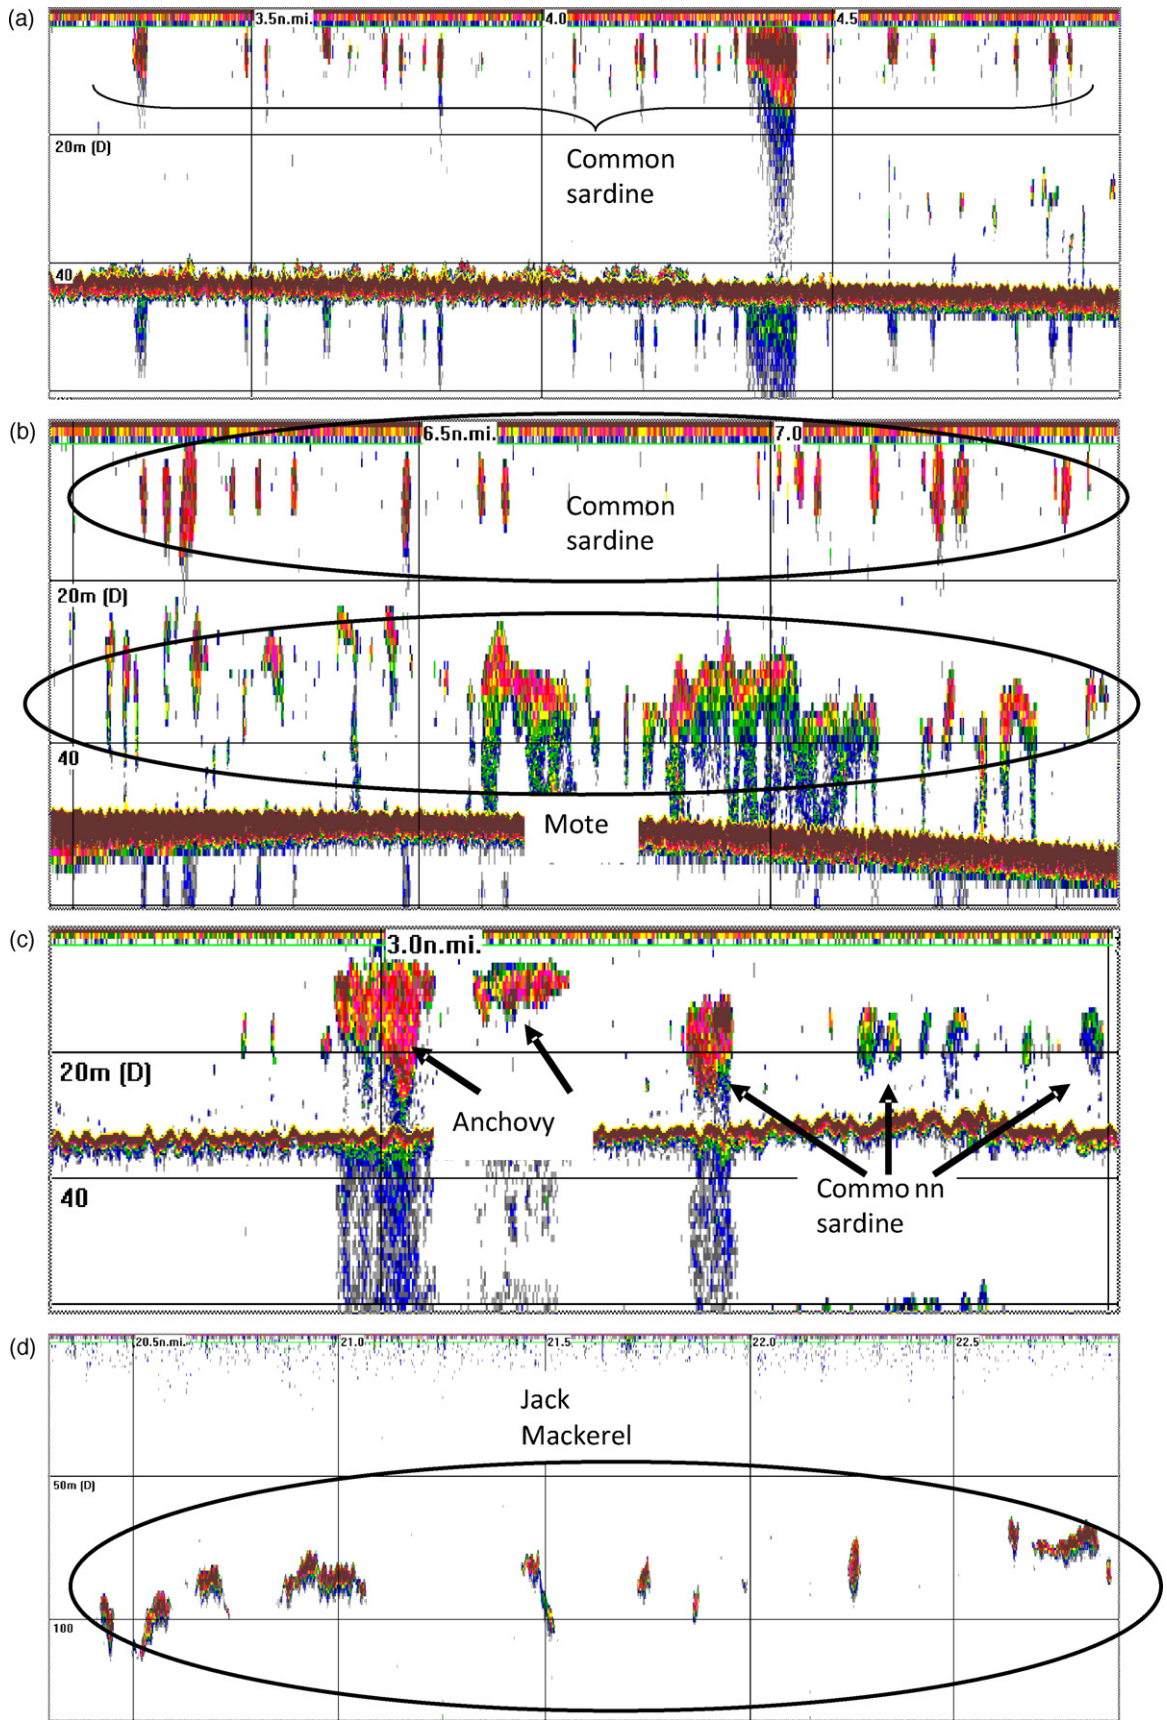 (a)
3.5n.mi.
4.0
4.5
20m (D)
Common
sardine
40
(b)
6.5n.mi.
7.0
Common
sardine
20m (D)
40
Mote
(c)
3.0n.mi.
20m (D)
Anchovy
40
Commo nn
sardine
(d)
20.5n.mi.
21.0
21.5
22.0
22.5
Jack
Mackerel
50m (D)
100